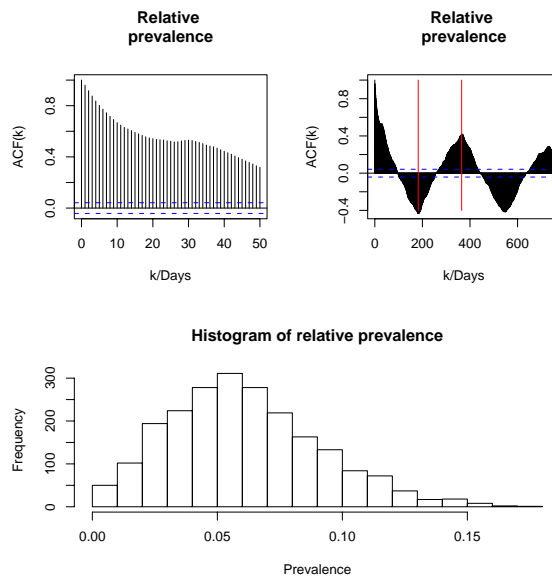 Relative
prevalence
Relative
prevalence
ACF(k)
0.0 0.4 0.8
0 10 20 30 40 50
k/Days
ACF(k)
−0.4 0.0 0.4 0.8
0 200 400 600
k/Days
Histogram of relative prevalence
Frequency
0 100 200 300
0.00 0.05 0.10 0.15
Prevalence